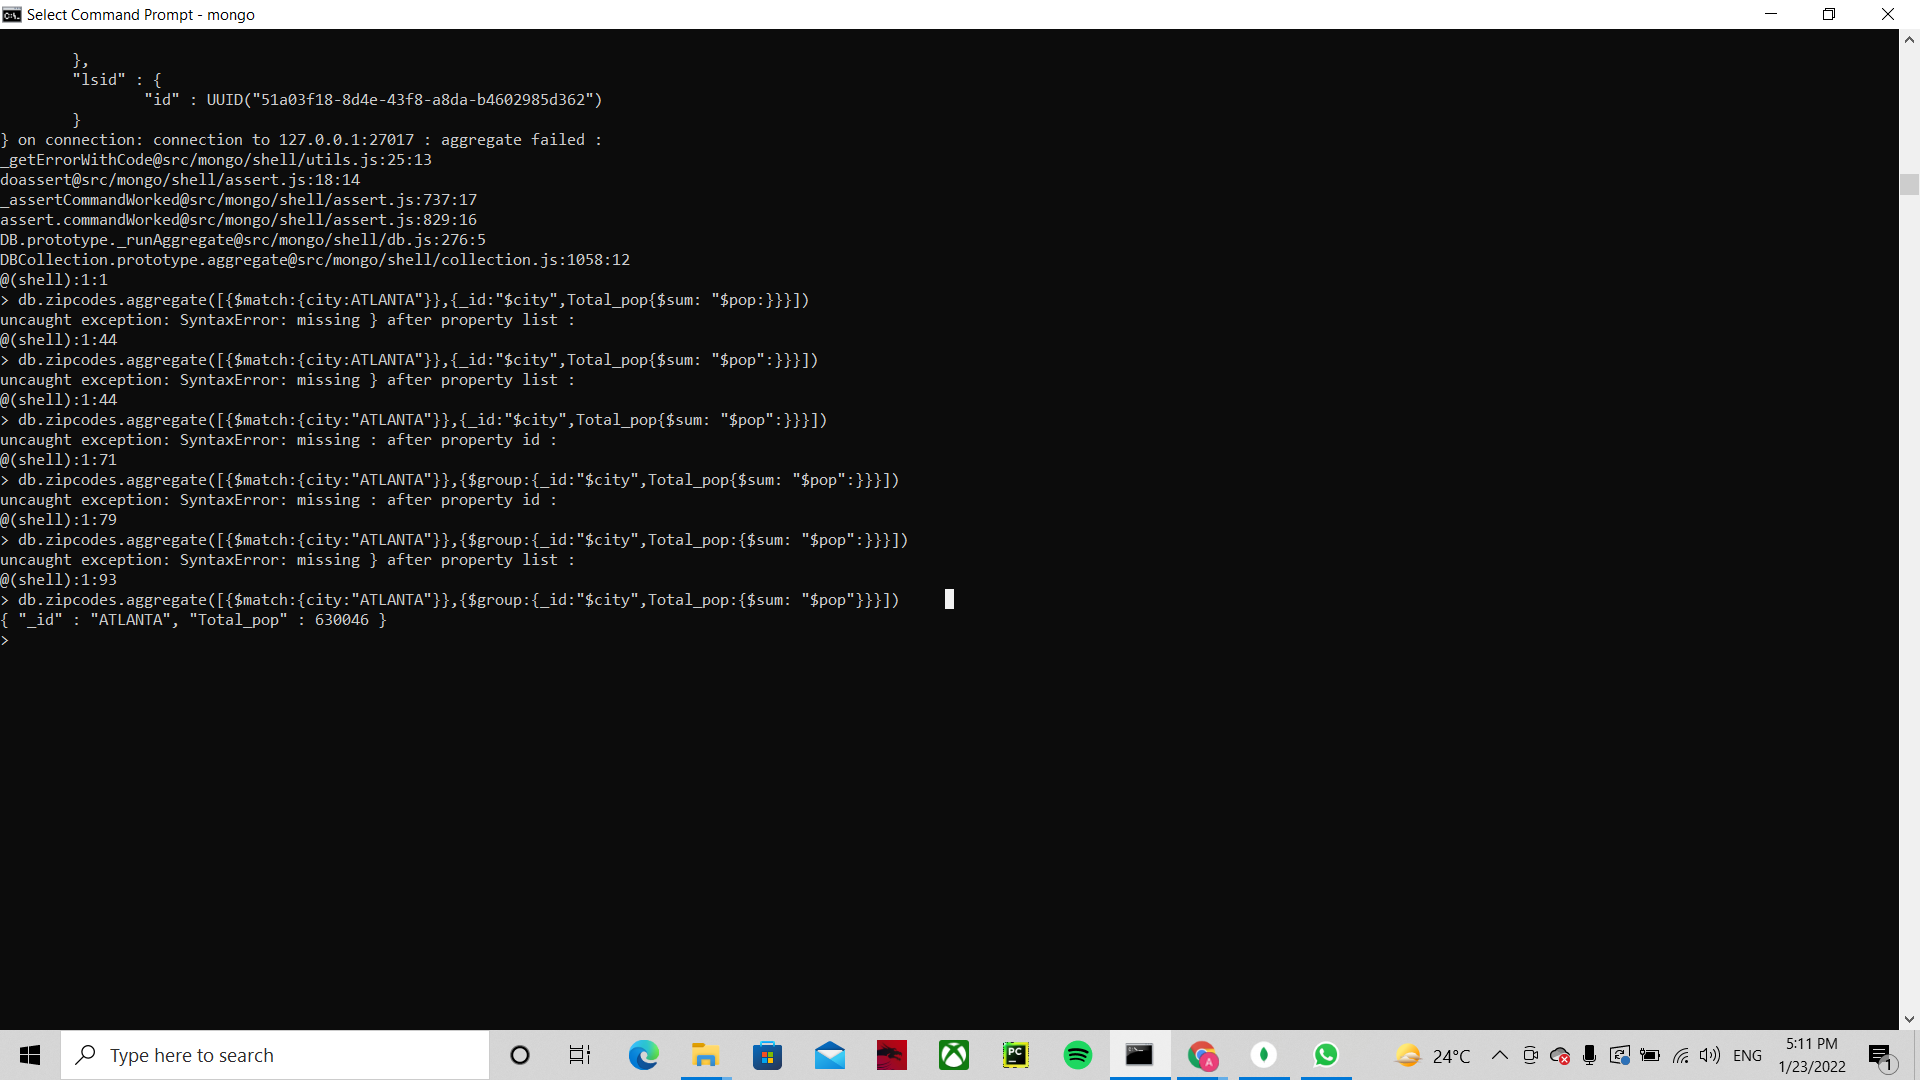 Select Command Prompt - mongo
},
"lsid" : {
"id" : UUID("51a03f18-8d4e-43f8-a8da-b4602985d362")
}
} on connection: connection to 127.0.0.1:27017 : aggregate failed :
_getErrorWithCode@src/mongo/shell/utils.js:25:13
doassert@src/mongo/shell/assert.js:18:14
_assertCommandWorked@src/mongo/shell/assert.js:737:17
assert.commandWorked@src/mongo/shell/assert.js:829:16
DB.prototype._runAggregate@src/mongo/shell/db.js:276:5
DBCollection.prototype.aggregate@src/mongo/shell/collection.js:1058:12
@(shell):1:1
> db.zipcodes.aggregate([{$match:{city:ATLANTA"}},{_id:"$city",Total_pop{$sum: "$pop:}}}])
uncaught exception: SyntaxError: missing } after property list :
@(shell):1:44
> db.zipcodes.aggregate([{$match:{city:ATLANTA"}},{_id:"$city",Total_pop{$sum: "$pop":}}}])
uncaught exception: SyntaxError: missing } after property list :
@(shell):1:44
> db.zipcodes.aggregate([{$match:{city:"ATLANTA"}},{_id:"$city",Total_pop{$sum: "$pop":}}}])
uncaught exception: SyntaxError: missing : after property id :
@(shell):1:71
> db.zipcodes.aggregate([{$match:{city:"ATLANTA"}},{$group:{_id:"$city",Total_pop{$sum: "$pop":}}}])
uncaught exception: SyntaxError: missing : after property id :
@(shell):1:79
> db.zipcodes.aggregate([{$match:{city:"ATLANTA"}},{$group:{_id:"$city",Total_pop:{$sum: "$pop":}}}])
uncaught exception: SyntaxError: missing } after property list :
@(shell):1:93
> db.zipcodes.aggregate([{$match:{city:"ATLANTA"}},{$group:{_id:"$city",Total_pop:{$sum: "$pop"}}}])
{ "_id" : "ATLANTA", "Total_pop" : 630046 }
>
Type here to search
PC
A
24°C
ENG
5:11 PM
1/23/2022
1